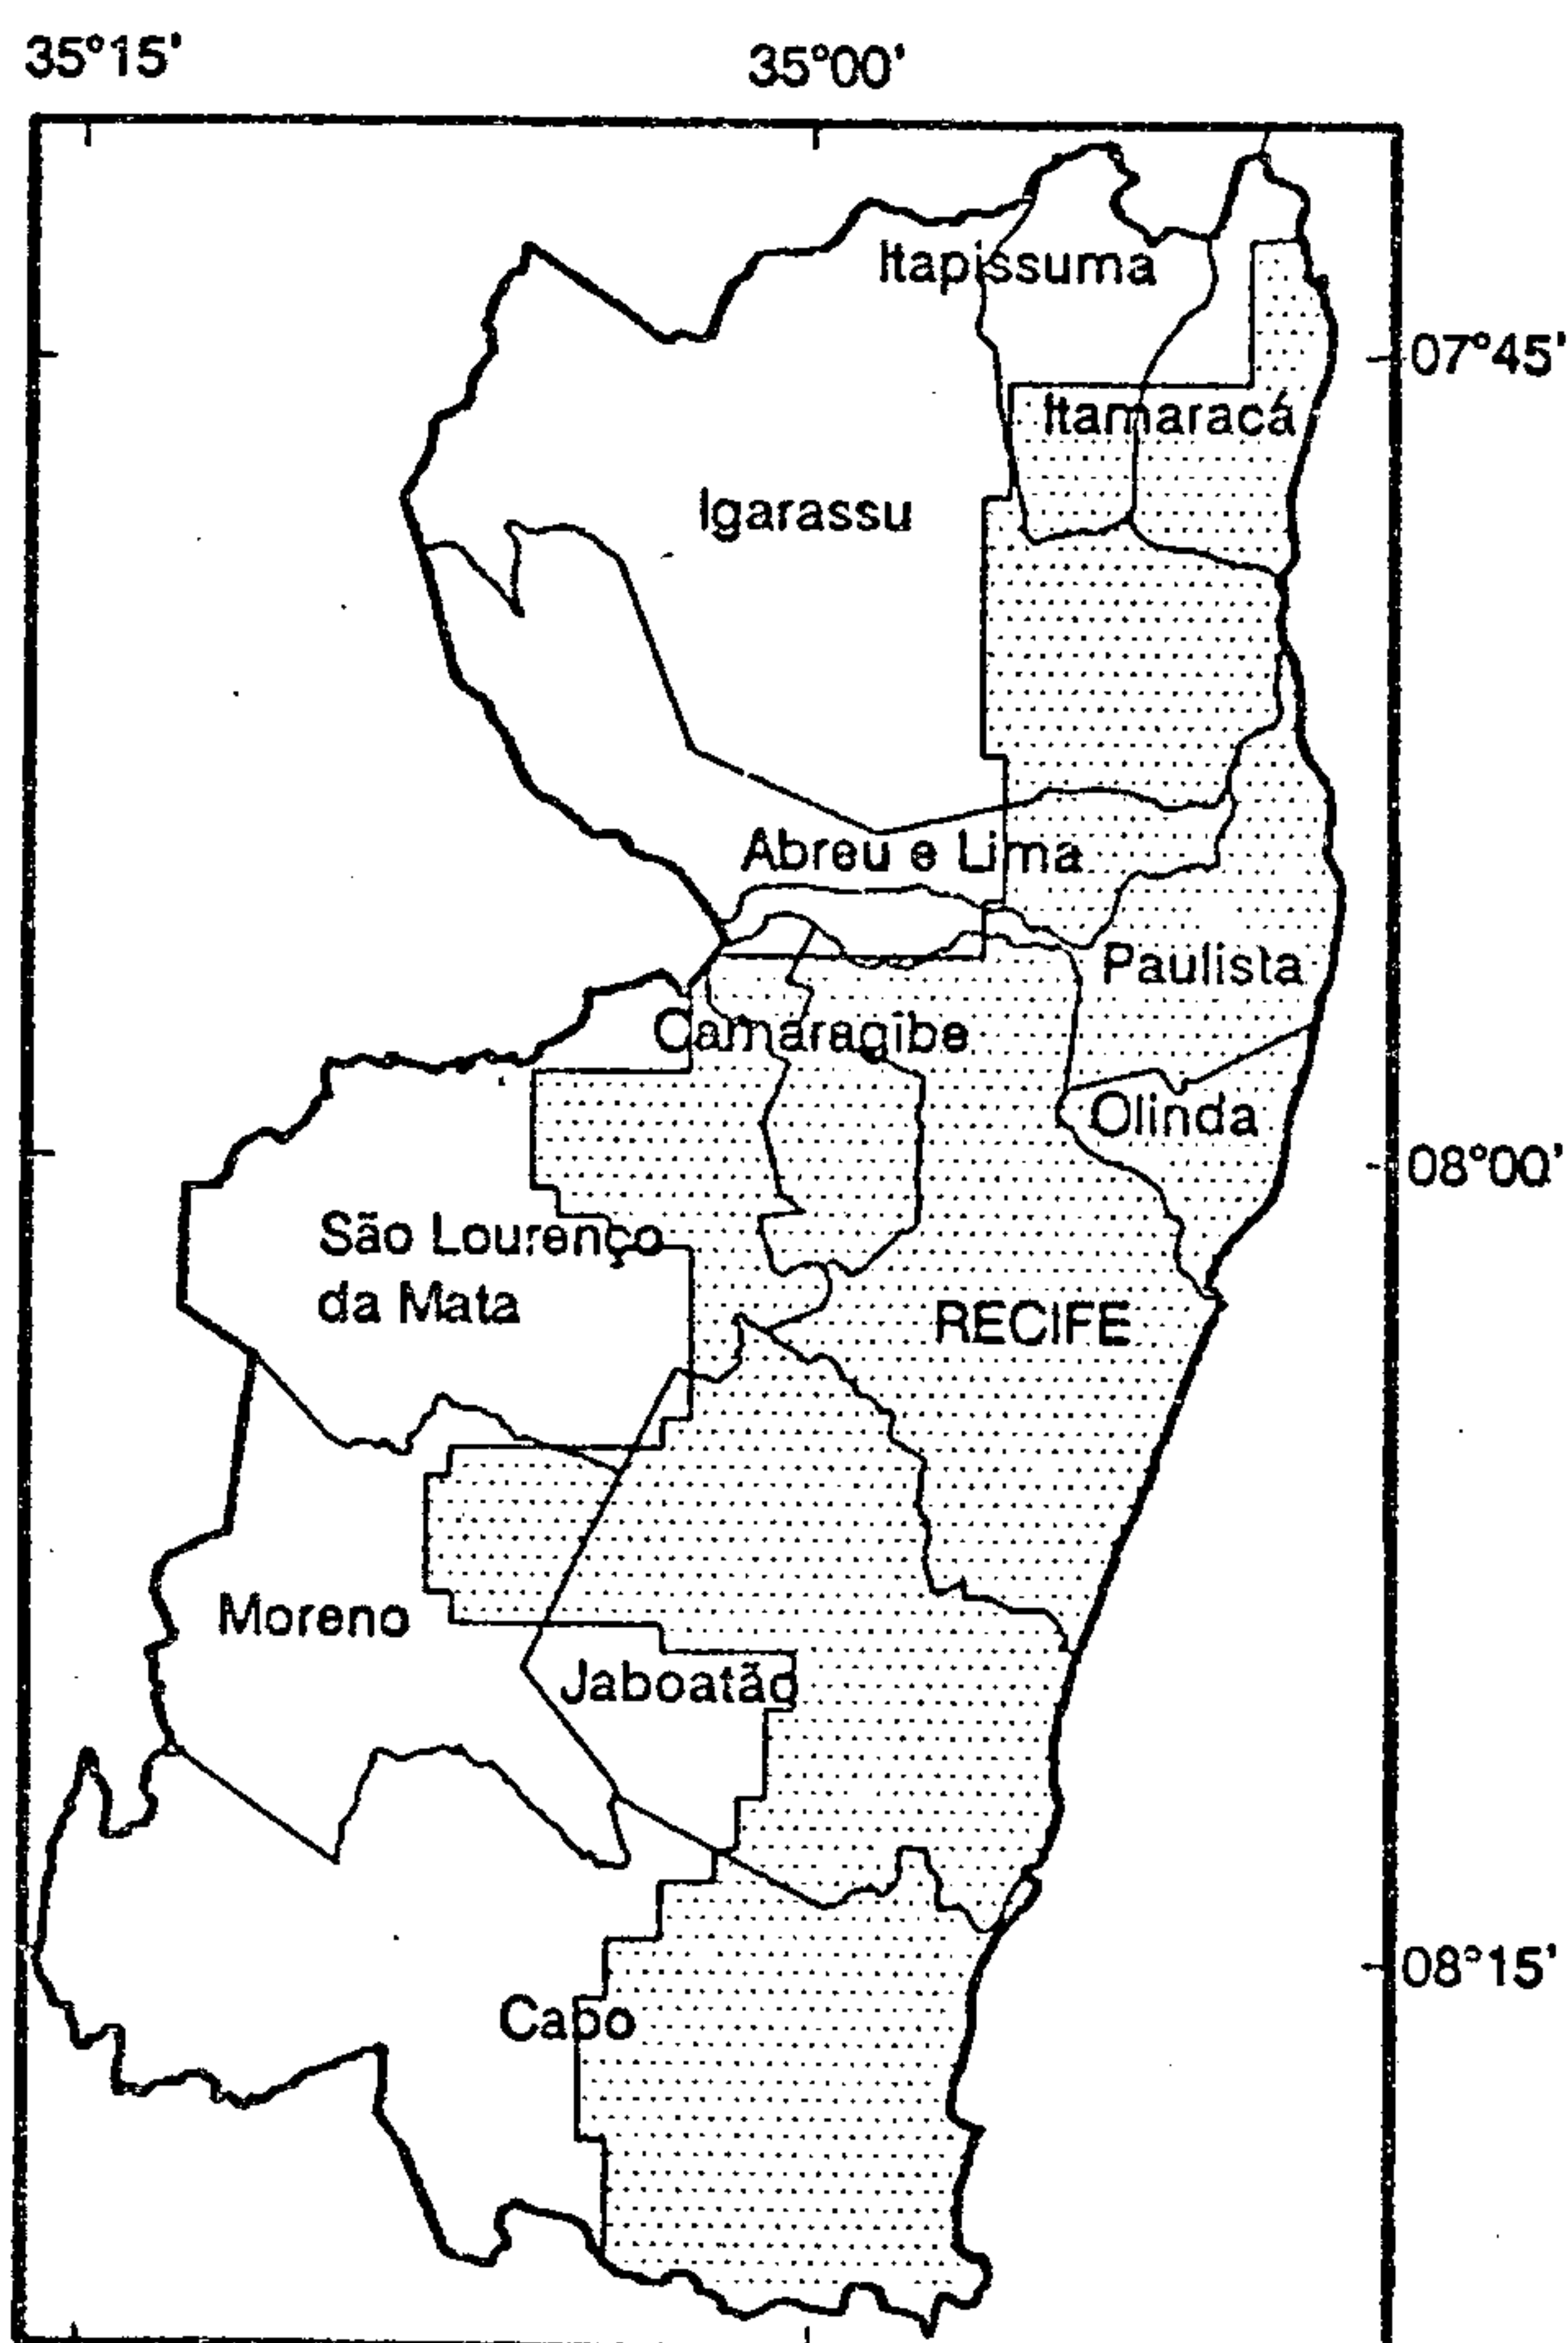 35°15'
35°00'
Itapissuma
07°45'
Itamaracá
Igarassu
Abreu e Lima
Paulista
Camaragibe
Olinda
08°00'
São Lourenço
da Mata
RECIFE
Moreno
Jaboatão
08°15'
Cabo